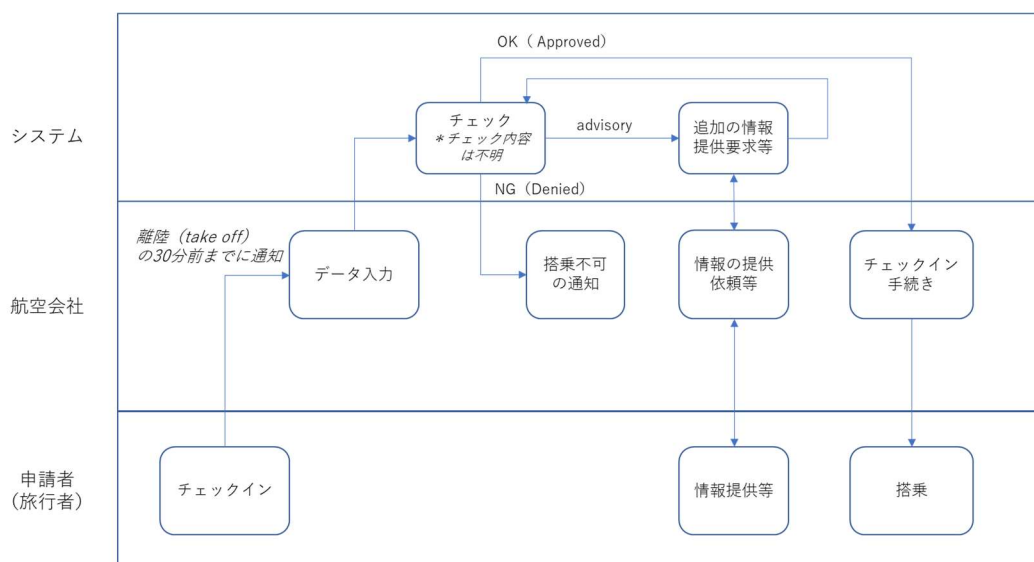 OK（ Approved）
システム
チェック
＊チェック内容
は不明
advisory
追加の情報
提供要求等
NG（Denied）
航空会社
離陸（take off）
の30分前までに通知
データ入力
搭乗不可
の通知
情報の提供
依頼等
チェックイン
手続き
申請者
（旅行者）
チェックイン
情報提供等
搭乗